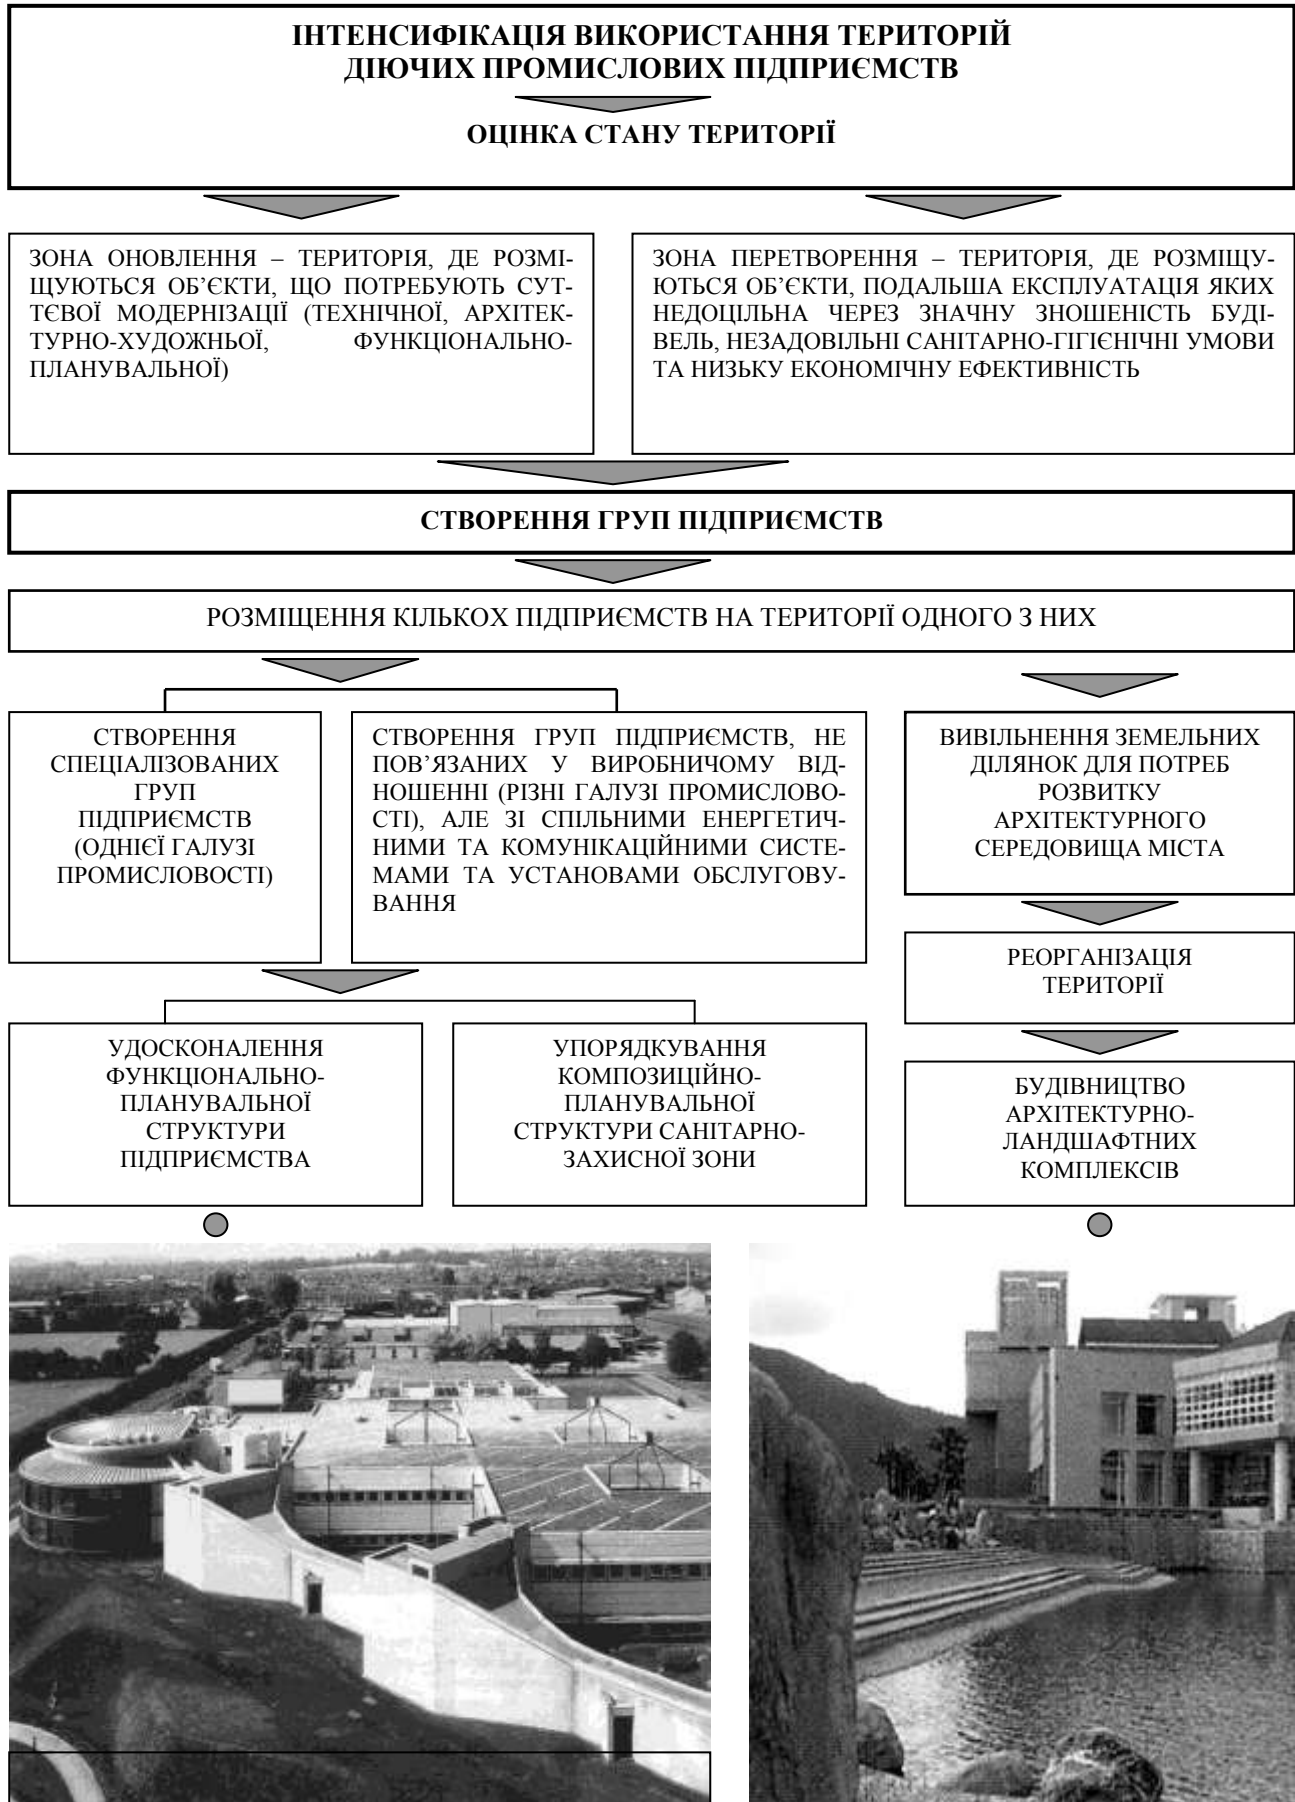 ІНТЕНСИФІКАЦІЯ ВИКОРИСТАННЯ ТЕРИТОРІЙ
ДІЮЧИХ ПРОМИСЛОВИХ ПІДПРИЄМСТВ
ОЦІНКА СТАНУ ТЕРИТОРІЇ
ЗОНА ОНОВЛЕННЯ – ТЕРИТОРІЯ, ДЕ РОЗМІ-
ЩУЮТЬСЯ ОБ’ЄКТИ, ЩО ПОТРЕБУЮТЬ СУТ-
ТЄВОЇ МОДЕРНІЗАЦІЇ (ТЕХНІЧНОЇ, АРХІТЕК-
ТУРНО-ХУДОЖНЬОЇ, ФУНКЦІОНАЛЬНО-
ПЛАНУВАЛЬНОЇ)
ЗОНА ПЕРЕТВОРЕННЯ – ТЕРИТОРІЯ, ДЕ РОЗМІЩУ-
ЮТЬСЯ ОБ’ЄКТИ, ПОДАЛЬША ЕКСПЛУАТАЦІЯ ЯКИХ
НЕДОЦІЛЬНА ЧЕРЕЗ ЗНАЧНУ ЗНОШЕНІСТЬ БУДІ-
ВЕЛЬ, НЕЗАДОВІЛЬНІ САНІТАРНО-ГІГІЄНІЧНІ УМОВИ
ТА НИЗЬКУ ЕКОНОМІЧНУ ЕФЕКТИВНІСТЬ
СТВОРЕННЯ ГРУП ПІДПРИЄМСТВ
РОЗМІЩЕННЯ КІЛЬКОХ ПІДПРИЄМСТВ НА ТЕРИТОРІЇ ОДНОГО З НИХ
СТВОРЕННЯ
СПЕЦІАЛІЗОВАНИХ
ГРУП
ПІДПРИЄМСТВ
(ОДНІЄЇ ГАЛУЗІ
ПРОМИСЛОВОСТІ)
СТВОРЕННЯ ГРУП ПІДПРИЄМСТВ, НЕ
ПОВ’ЯЗАНИХ У ВИРОБНИЧОМУ ВІД-
НОШЕННІ (РІЗНІ ГАЛУЗІ ПРОМИСЛОВО-
СТІ), АЛЕ ЗІ СПІЛЬНИМИ ЕНЕРГЕТИЧ-
НИМИ ТА КОМУНІКАЦІЙНИМИ СИСТЕ-
МАМИ ТА УСТАНОВАМИ ОБСЛУГОВУ-
ВАННЯ
ВИВІЛЬНЕННЯ ЗЕМЕЛЬНИХ
ДІЛЯНОК ДЛЯ ПОТРЕБ
РОЗВИТКУ
АРХІТЕКТУРНОГО
СЕРЕДОВИЩА МІСТА
РЕОРГАНІЗАЦІЯ
ТЕРИТОРІЇ
УДОСКОНАЛЕННЯ
ФУНКЦІОНАЛЬНО-
ПЛАНУВАЛЬНОЇ
СТРУКТУРИ
ПІДПРИЄМСТВА
УПОРЯДКУВАННЯ
КОМПОЗИЦІЙНО-
ПЛАНУВАЛЬНОЇ
СТРУКТУРИ САНІТАРНО-
ЗАХИСНОЇ ЗОНИ
БУДІВНИЦТВО
АРХІТЕКТУРНО-
ЛАНДШАФТНИХ
КОМПЛЕКСІВ